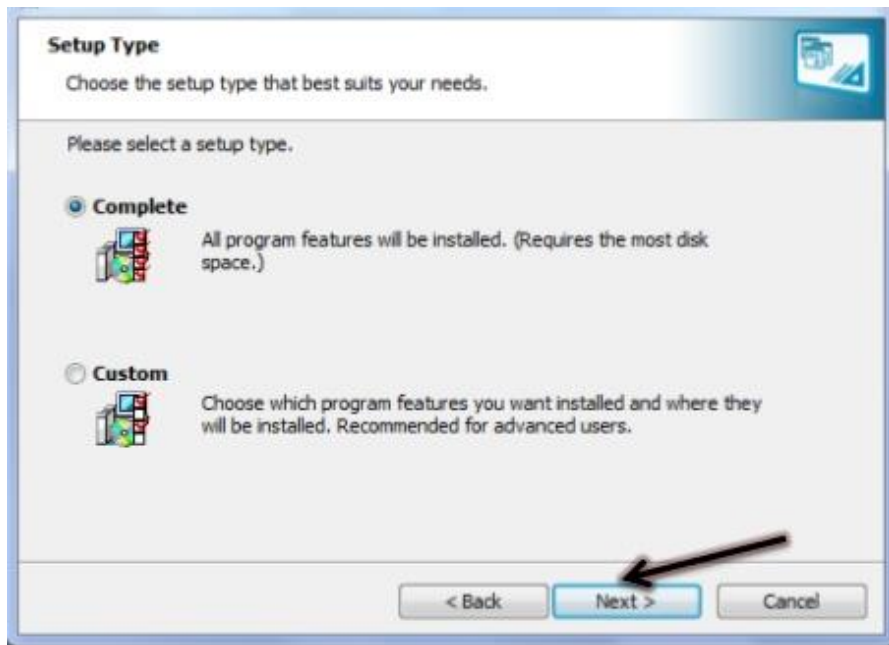 Setup Type
Choose the setup type that best suits your needs.
Please select a setup type.
Complete
All program features will be installed. (Requires the most disk
space.)
Custom
Choose which program features you want installed and where they
will be installed. Recommended for advanced users.
< Back
Next >
Cancel